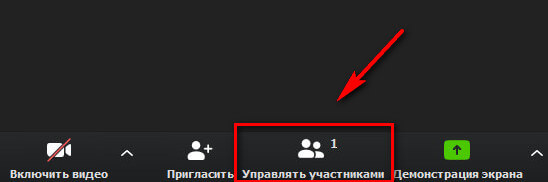 1
Включить видео Пригласить Управлять участниками Демонстрация экрана